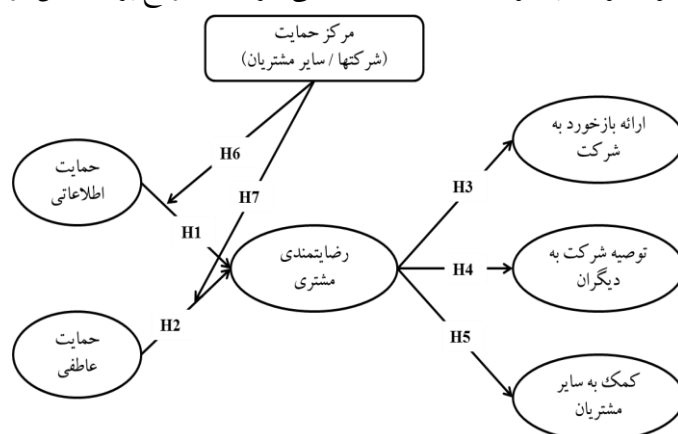 مرکز حمایت
(شرکتها / سایر مشتریان)
ارائه بازخورد به
شرکت
حمایت
اطلاعاتی
H6
H7
H3
H1
رضایتمندی
مشتری
H4
توصیه شرکت به
دیگران
H2
H5
حمایت
عاطفی
کمک به سایر
مشتریان